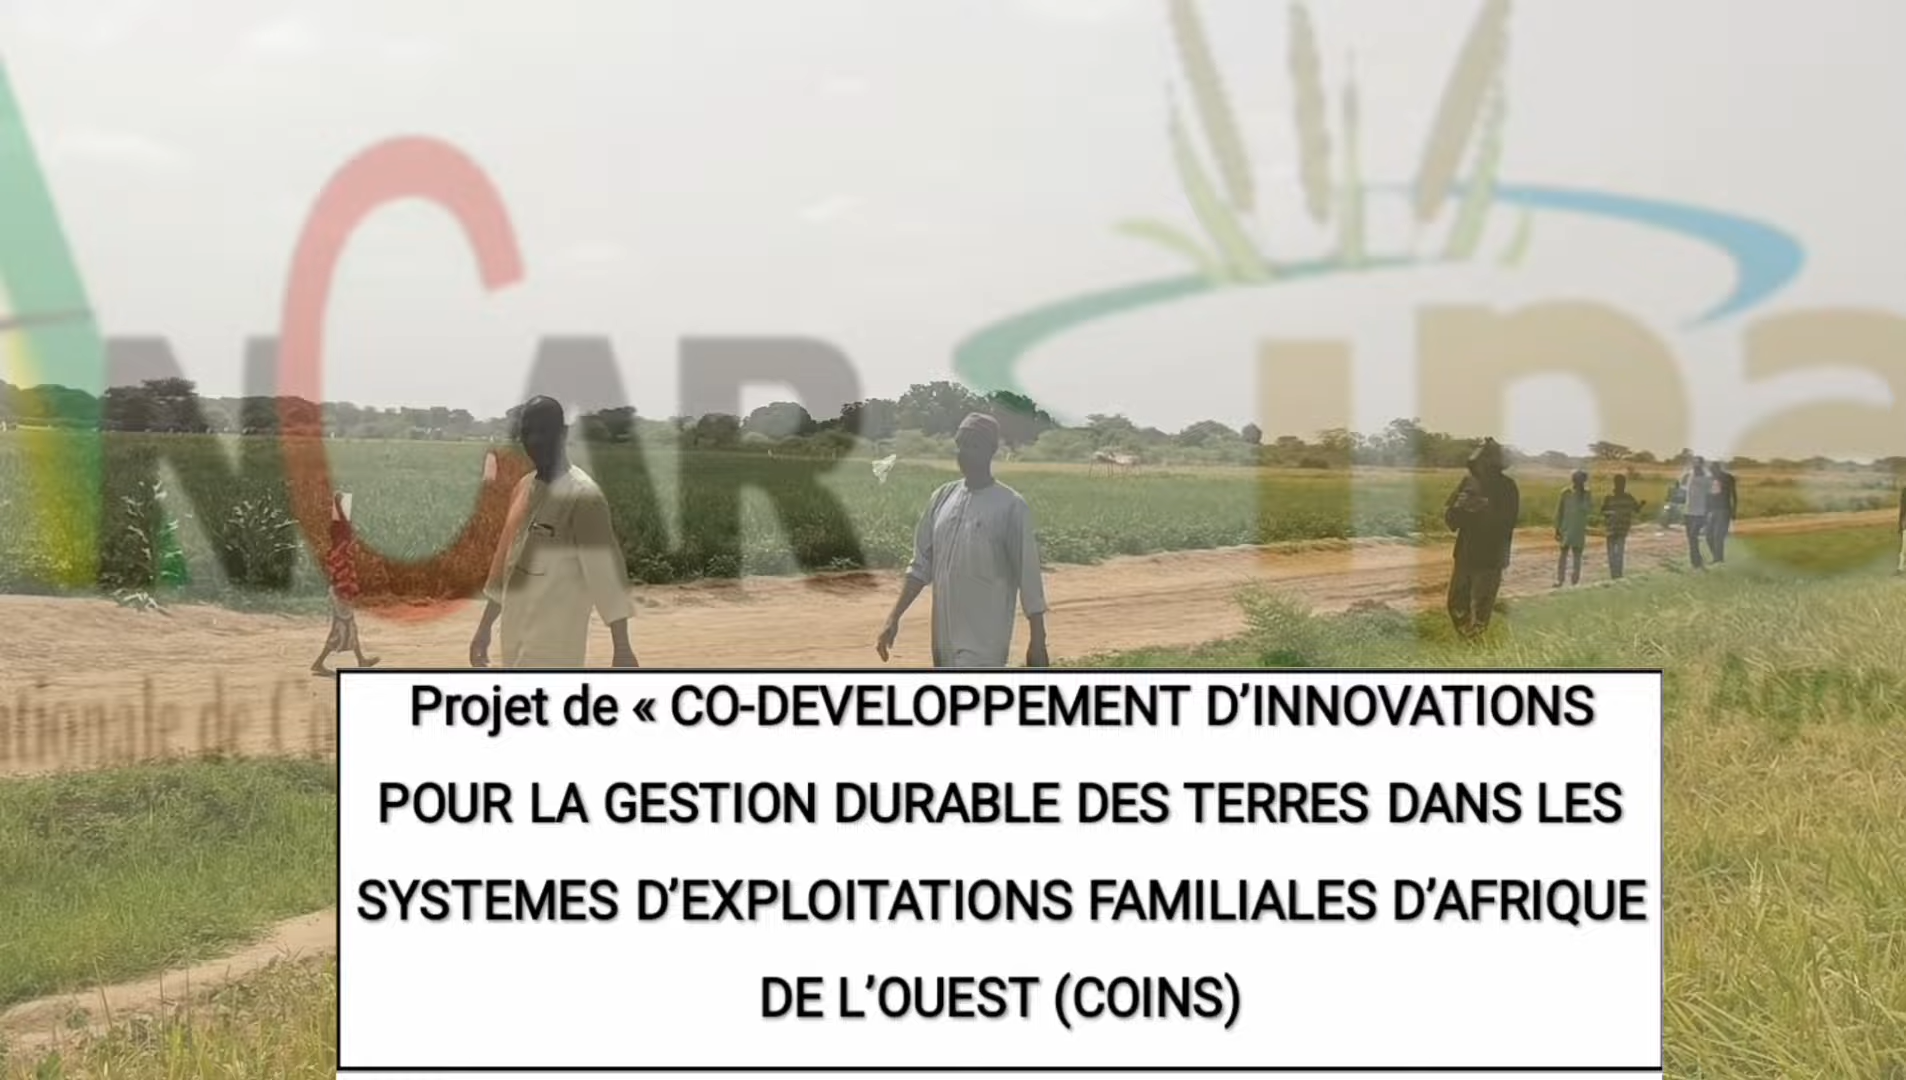 ANCAR
Projet de « CO-DEVELOPPEMENT D’INNOVATIONS
POUR LA GESTION DURABLE DES TERRES DANS LES
SYSTEMES D’EXPLOITATIONS FAMILIALES D’AFRIQUE
DE L’OUEST (COINS)